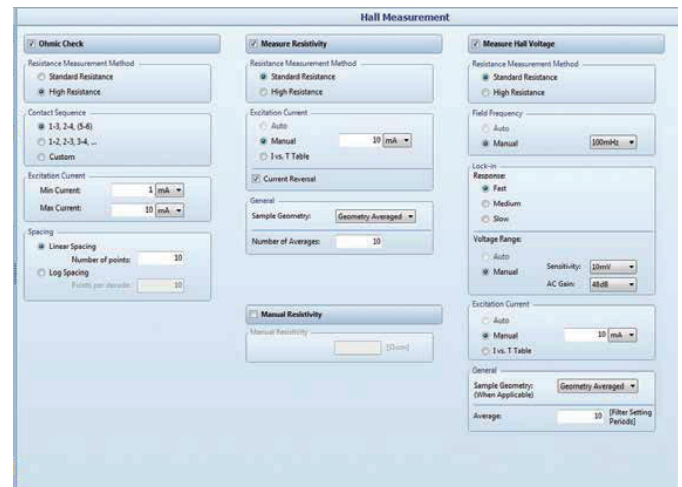 Hall Measurement
Ohmic Check
Resistance Measurement Method
Standard Resistance
High Resistance
Contact Sequence
1-3, 2-4, (5-6)
1-2, 2-3, 3-4, ...
Custom
Excitation Current
Min Current: 1 mA
Max Current: 10 mA
Spacing
Linear Spacing
Number of points: 10
Log Spacing
Points per decade: 10
Measure Resistivity
Resistance Measurement Method
Standard Resistance
High Resistance
Excitation Current
Auto
Manual 10 mA
I vs. T Table
Current Reversal
General
Sample Geometry: Geometry Averaged
Number of Averages: 10
Manual Resistivity
Manual Resistivity
Measure Hall Voltage
Resistance Measurement Method
Standard Resistance
High Resistance
Field Frequency
Auto
Manual 100mHz
Lock-in
Response:
Fast
Medium
Slow
Voltage Range:
Auto
Manual
Sensitivity: 10mV
AC Gain: 48dB
Excitation Current
Auto
Manual 10 mA
I vs. T Table
General
Sample Geometry: Geometry Averaged
(When Applicable)
Average: 10 [Filter Setting
Periods]